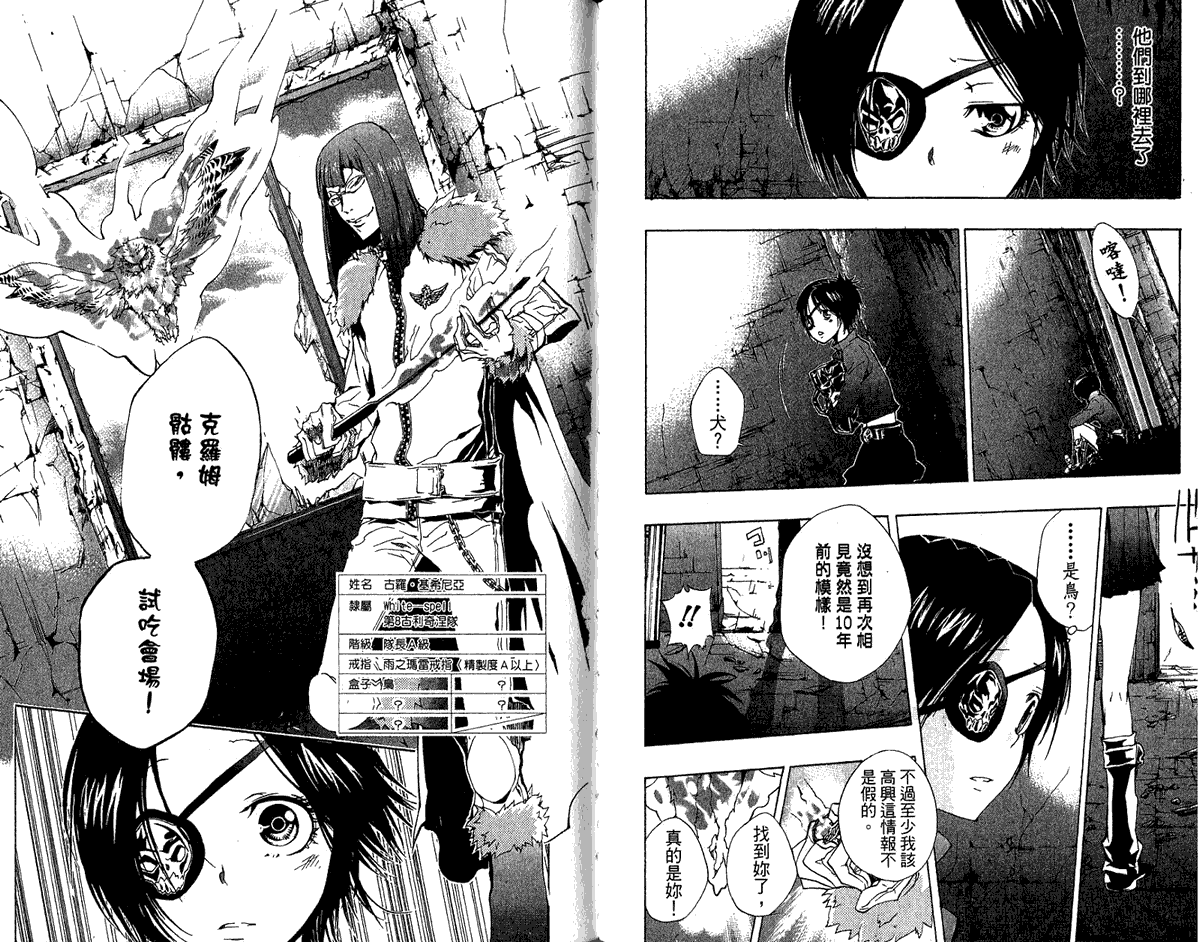 他們到哪裡去了
…………?
喀噠!
……犬?
……是鳥?
沒想到再次相
見竟然是10年
前的模樣!
!!
不過至少我該
高興這情報不
是假的。
找到妳了,
真的是妳!
克羅姆
骷髏,
試吃會場!
姓名 古羅•基希尼亞
隸屬 White-spell
第8古利奇涅隊
階級 隊長A級
戒指 雨之瑪雷戒指〈精製度A以上〉
盒子 梟 ?
? ?
? ?